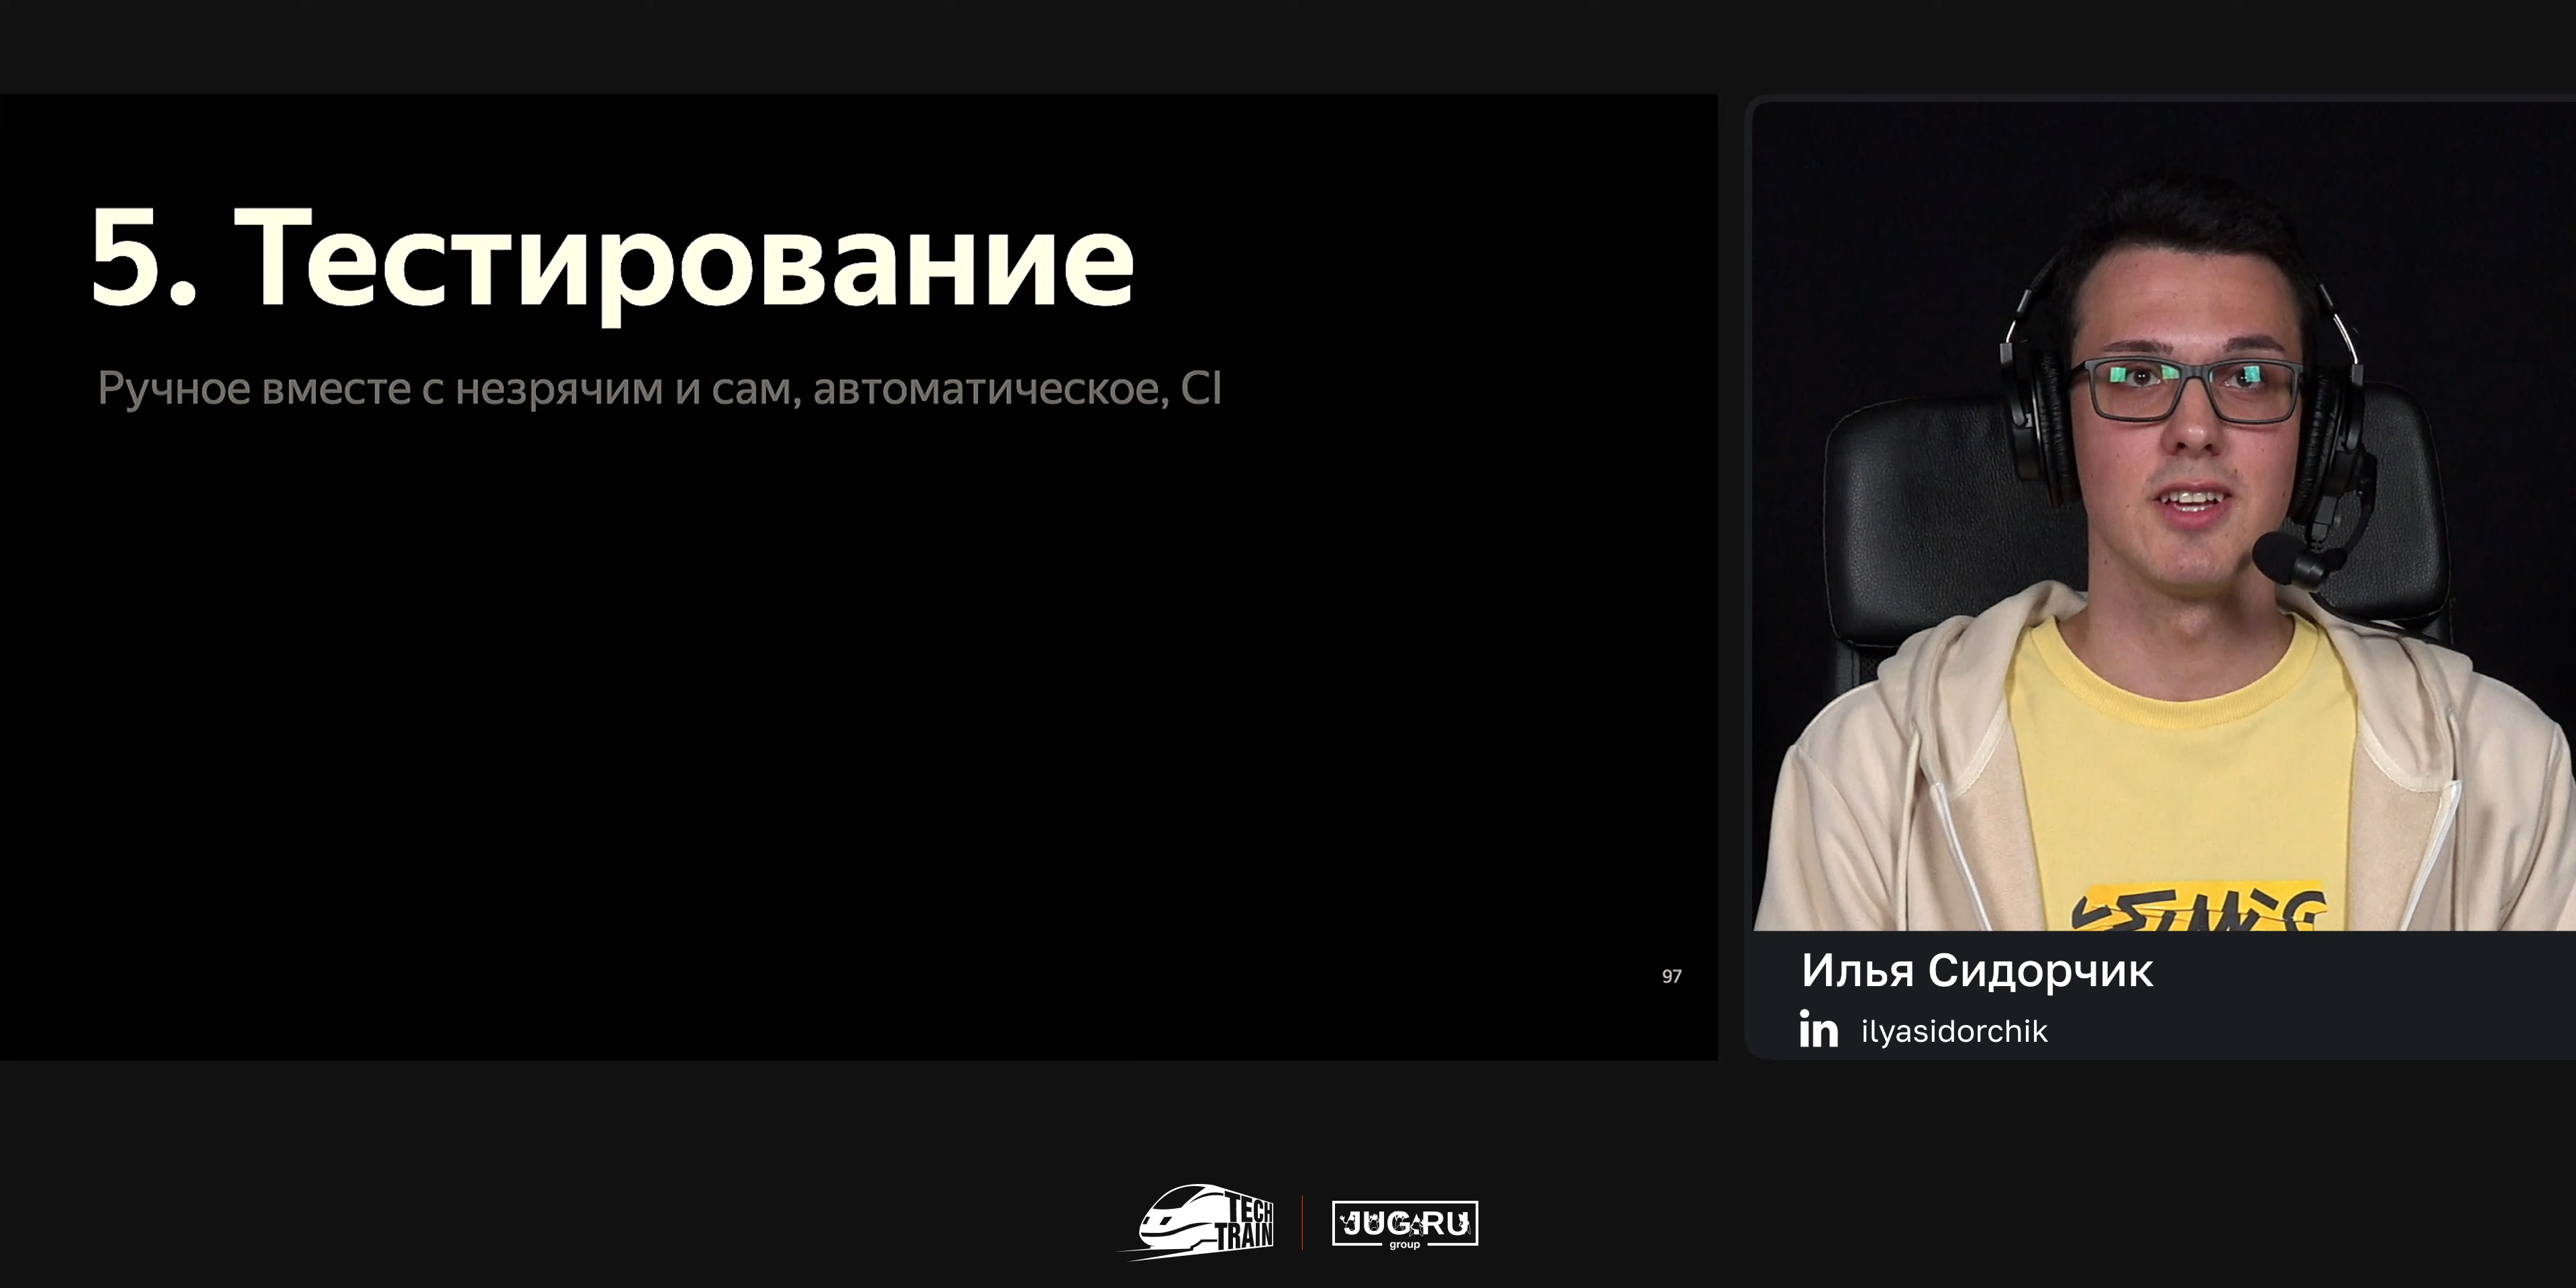 5. Тестирование
Ручное вместе с незрячим и сам, автоматическое, CI
97
Илья Сидорчик
in ilyasidorchik
TECH
TRAIN
JUG.RU
group